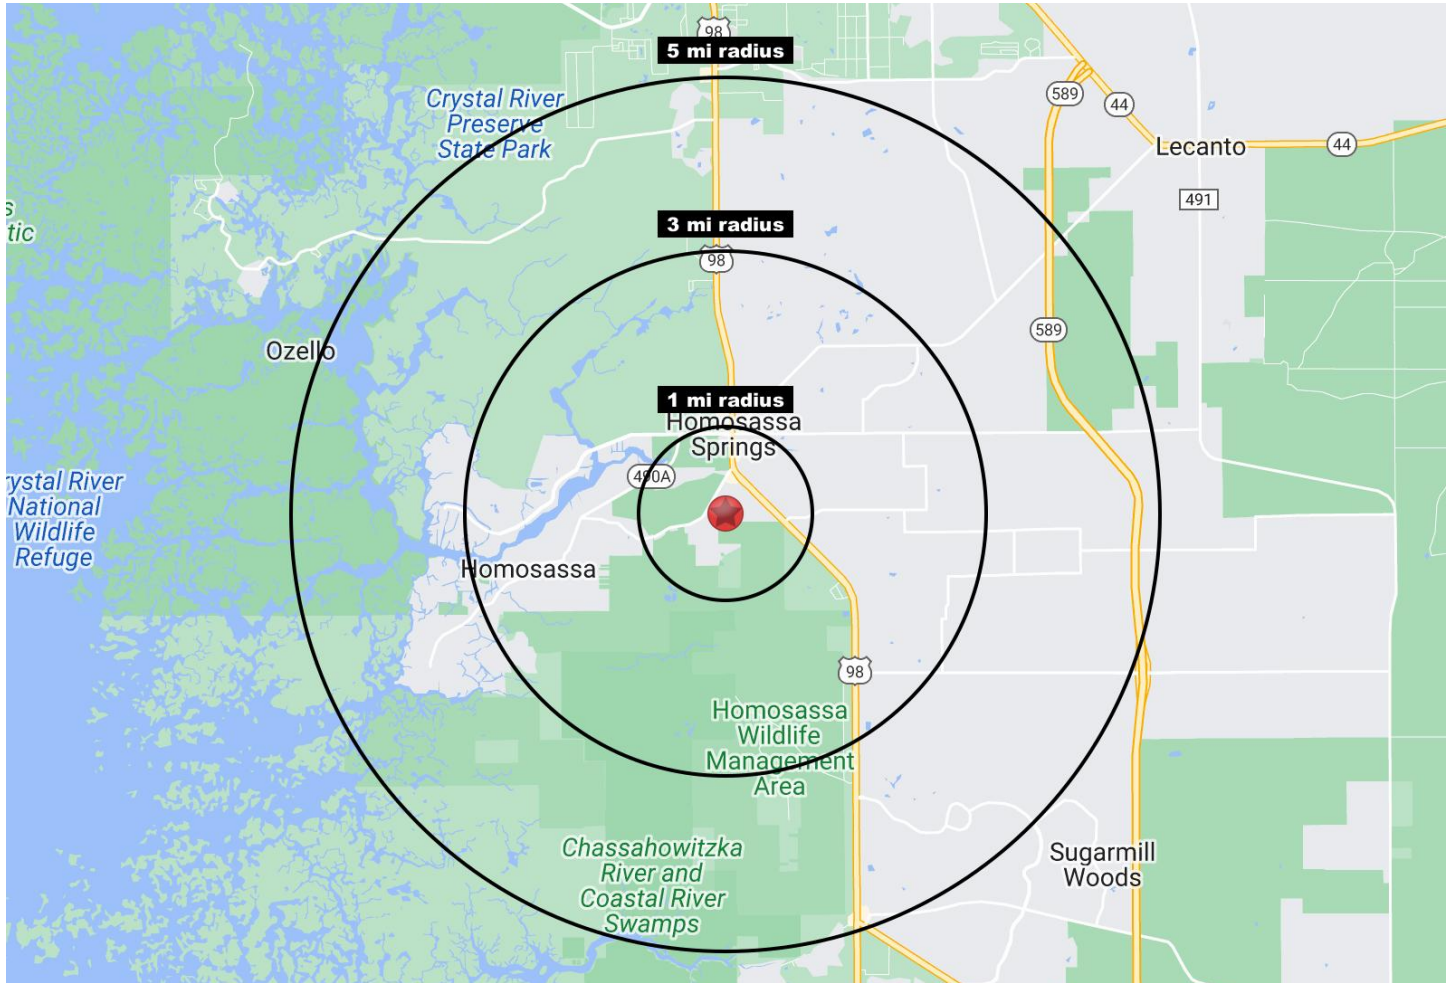 98
5 mi radius
Crystal River
Preserve
State Park
589
44
Lecanto
44
491
s
tic
3 mi radius
98
589
Ozello
1 mi radius
Homosassa
Springs
490A
rystal River
National
Wildlife
Refuge
Homosassa
98
Homosassa
Wildlife
Management
Area
Chassahowitzka
River and
Coastal River
Swamps
Sugarmill
Woods